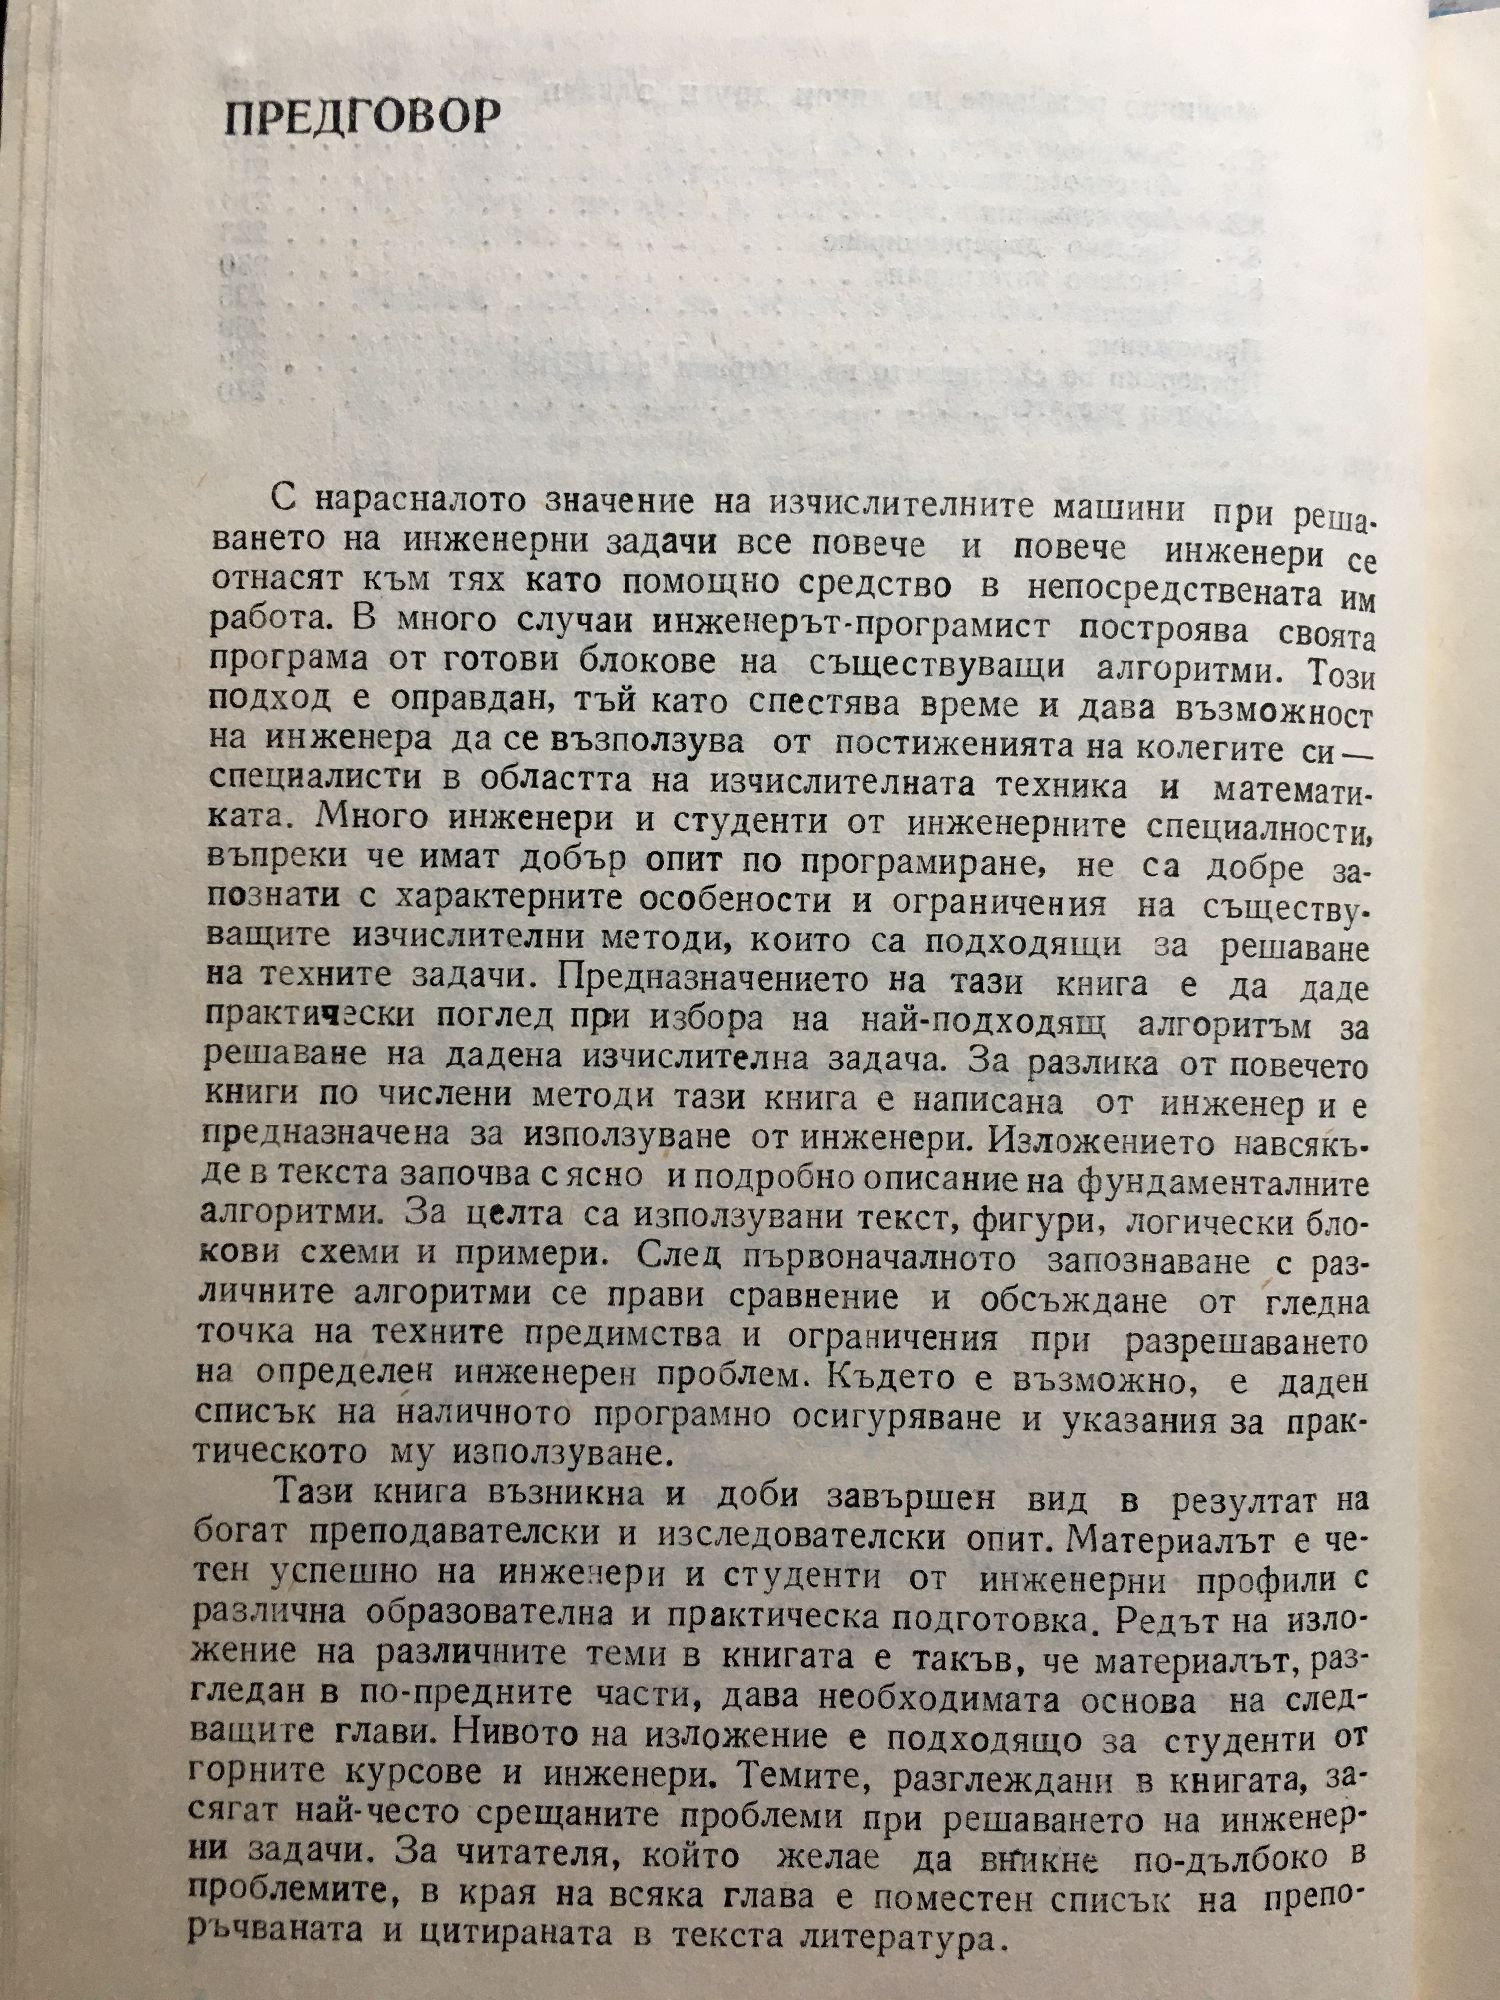 ПРЕДГОВОР
С нарасналото значение на изчислителните машини при реша-
ването на инженерни задачи все повече и повече инженери се
отнасят към тях като помощно средство в непосредствената им
работа. В много случаи инженерът-програмист построява своята
програма от готови блокове на съществуващи алгоритми. Този
подход е оправдан, тъй като спестява време и дава възможност
на инженера да се възползува от постиженията на колегите си —
специалисти в областта на изчислителната техника и математи-
ката. Много инженери и студенти от инженерните специалности,
въпреки че имат добър опит по програмиране, не са добре за-
познати с характерните особености и ограничения на съществу-
ващите изчислителни методи, които са подходящи за решаване
на техните задачи. Предназначението на тази книга е да даде
практически поглед при избора на най-подходящ алгоритъм за
решаване на дадена изчислителна задача. За разлика от повечето
книги по числени методи тази книга е написана от инженер и е
предназначена за използуване от инженери. Изложението навсякъ-
де в текста започва с ясно и подробно описание на фундаменталните
алгоритми. За целта са използувани текст, фигури, логически бло-
кови схеми и примери. След първоначалното запознаване с раз-
личните алгоритми се прави сравнение и обсъждане от гледна
точка на техните предимства и ограничения при разрешаването
на определен инженерен проблем. Където е възможно, е даден
списък на наличното програмно осигуряване и указания за прак-
тическото му използуване.
Тази книга възникна и доби завършен вид в резултат на
богат преподавателски и изследователски опит. Материалът е че-
тен успешно на инженери и студенти от инженерни профили с
различна образователна и практическа подготовка. Редът на изло-
жение на различните теми в книгата е такъв, че материалът, раз-
гледан в по-предните части, дава необходимата основа на след-
ващите глави. Нивото на изложение е подходящо за студенти от
горните курсове и инженери. Темите, разглеждани в книгата, за-
сягат най-често срещаните проблеми при решаването на инженер-
ни задачи. За читателя, който желае да вникне по-дълбоко в
проблемите, в края на всяка глава е поместен списък на препо-
ръчваната и цитираната в текста литература.